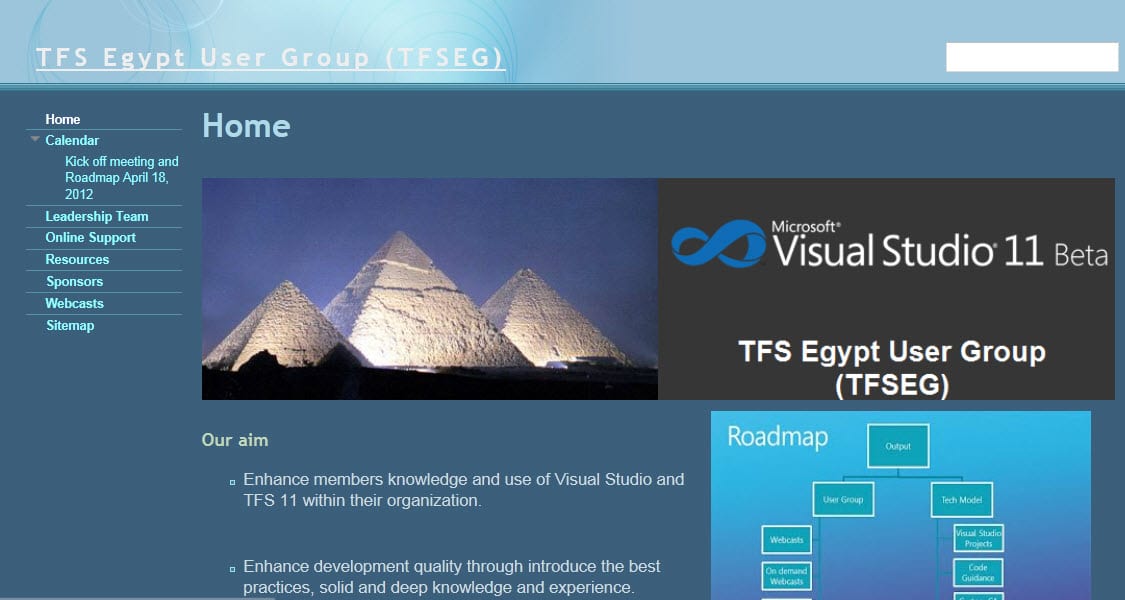 TFS Egypt User Group (TFSEG)
Home
Calendar
Kick off meeting and
Roadmap April 18,
2012
Leadership Team
Online Support
Resources
Sponsors
Webcasts
Sitemap
Home
Microsoft®
Visual Studio® 11 Beta
TFS Egypt User Group
(TFSEG)
Our aim
Enhance members knowledge and use of Visual Studio and
TFS 11 within their organization.
Enhance development quality through introduce the best
practices, solid and deep knowledge and experience.
Roadmap
Output
User Group
Tech Model
Webcasts
Visual Studio
Projects
On demand
Webcasts
Code
Guidance